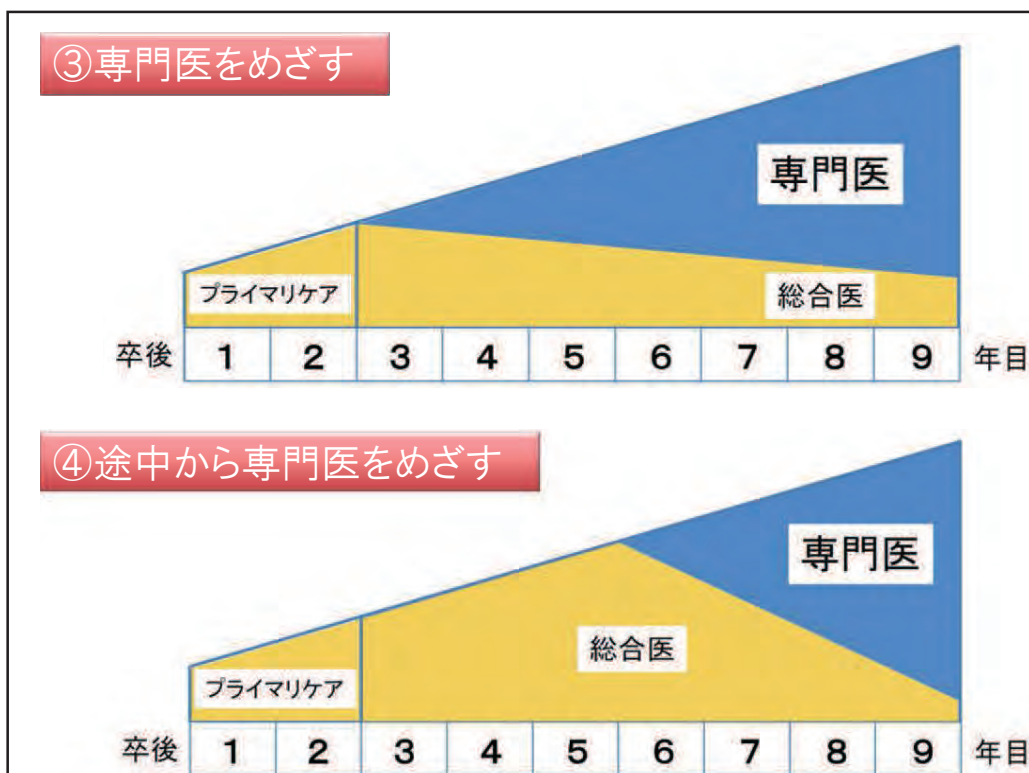 ③専門医をめざす
専門医
プライマリケア
総合医
卒後 1 2 3 4 5 6 7 8 9 年目
④途中から専門医をめざす
専門医
総合医
プライマリケア
卒後 1 2 3 4 5 6 7 8 9 年目